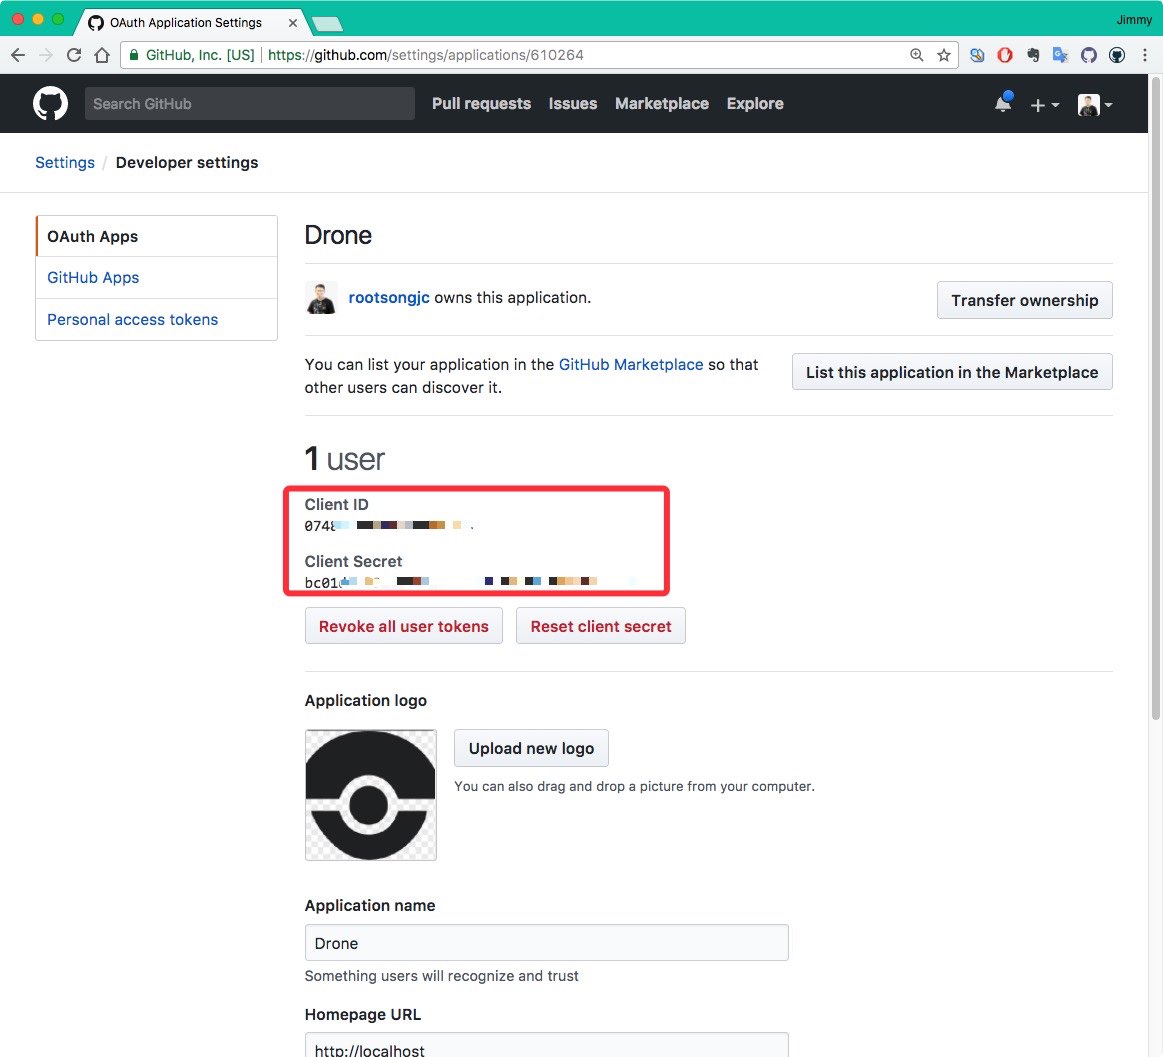 OAuth Application Settings
Jimmy
GitHub, Inc. [US]
https://github.com/settings/applications/610264
Search GitHub
Pull requests
Issues
Marketplace
Explore
Settings / Developer settings
OAuth Apps
GitHub Apps
Personal access tokens
Drone
rootsongjc owns this application.
Transfer ownership
You can list your application in the GitHub Marketplace so that
other users can discover it.
List this application in the Marketplace
1 user
Client ID
Client Secret
Revoke all user tokens
Reset client secret
Application logo
Upload new logo
You can also drag and drop a picture from your computer.
Application name
Drone
Something users will recognize and trust
Homepage URL
http://localhost